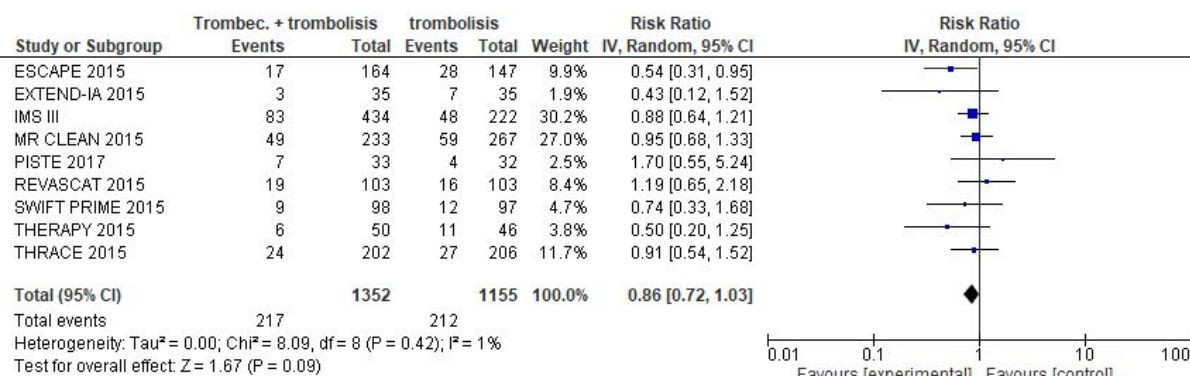 Trombec. + trombolisis trombolisis Risk Ratio Risk Ratio
Study or Subgroup Events Total Events Total Weight IV, Random, 95% CI IV, Random, 95% CI
ESCAPE 2015 17 164 28 147 9.9% 0.54 [0.31, 0.95]
EXTEND-IA 2015 3 35 7 35 1.9% 0.43 [0.12, 1.52]
IMS III 83 434 48 222 30.2% 0.88 [0.64, 1.21]
MR CLEAN 2015 49 233 59 267 27.0% 0.95 [0.68, 1.33]
PISTE 2017 7 33 4 32 2.5% 1.70 [0.55, 5.24]
REVASCAT 2015 19 103 16 103 8.4% 1.19 [0.65, 2.18]
SWIFT PRIME 2015 9 98 12 97 4.7% 0.74 [0.33, 1.68]
THERAPY 2015 6 50 11 46 3.8% 0.50 [0.20, 1.25]
THRACE 2015 24 202 27 206 11.7% 0.91 [0.54, 1.52]
Total (95% CI) 1352 1155 100.0% 0.86 [0.72, 1.03]
Total events 217 212
Heterogeneity: Tau² = 0.00; Chi² = 8.09, df = 8 (P = 0.42); I² = 1%
Test for overall effect: Z = 1.67 (P = 0.09)
0.01 0.1 1 10 100
Favours [experimental] Favours [control]